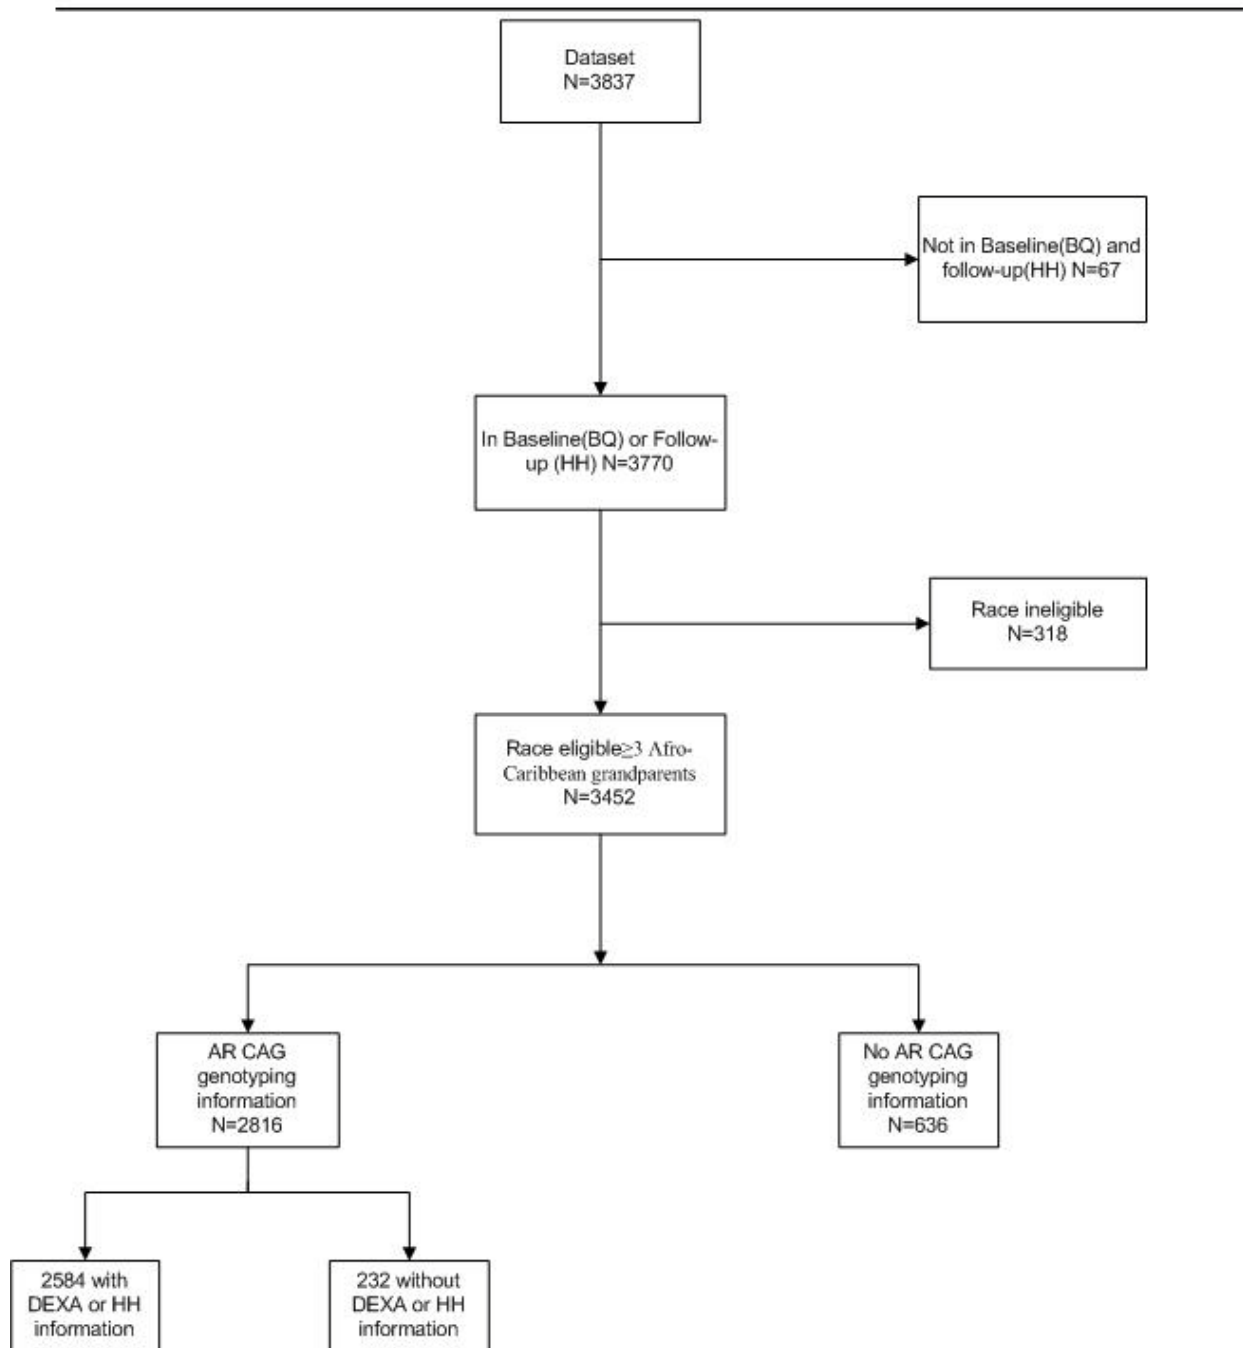 Dataset
N=3837
Not in Baseline(BQ) and
follow-up(HH) N=67
In Baseline(BQ) or Follow-
up (HH) N=3770
Race ineligible
N=318
Race eligible≥3 Afro-
Caribbean grandparents
N=3452
AR CAG
genotyping
information
N=2816
No AR CAG
genotyping
information
N=636
2584 with
DEXA or HH
information
232 without
DEXA or HH
information